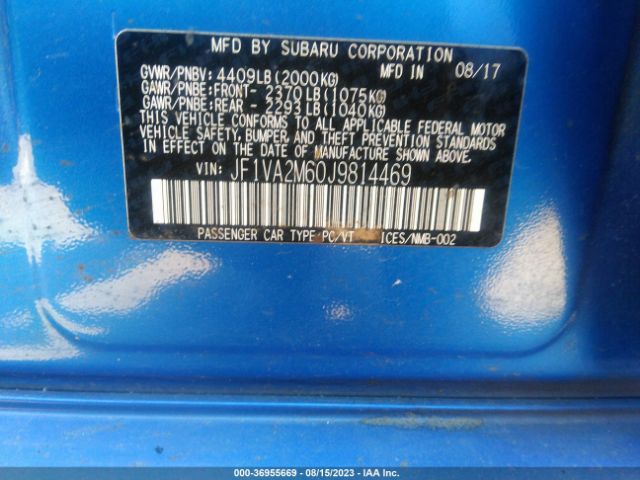 MFD BY SUBARU CORPORATION
GVWR/PNBV: 4409LB(2000KG) MFD IN 08/17
GAWR/PNBE:FRONT- 2370LB(1075KG)
GAWR/PNBE:REAR - 2293LB(1040KG)
THIS VEHICLE CONFORMS TO ALL APPLICABLE FEDERAL MOTOR
VEHICLE SAFETY, BUMPER, AND THEFT PREVENTION STANDARDS
IN EFFECT ON THE DATE OF MANUFACTURE SHOWN ABOVE.
VIN: JF1VA2M60J9814469
PASSENGER CAR TYPE PC/VT ICES/NMB-002
000-36955669 - 08/15/2023 - IAA Inc.